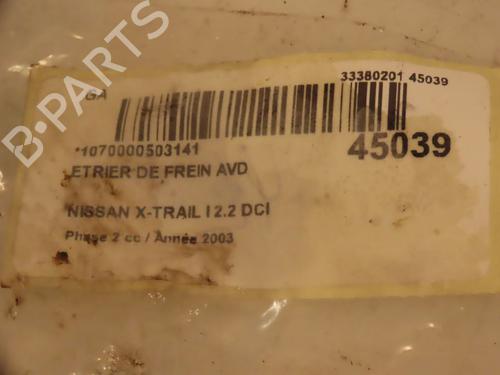 33380201 45039
GA
*1070000503141
45039
ETRIER DE FREIN AVD
NISSAN X-TRAIL I 2.2 DCI
Phase 2 cc / Année 2003
B-PARTS